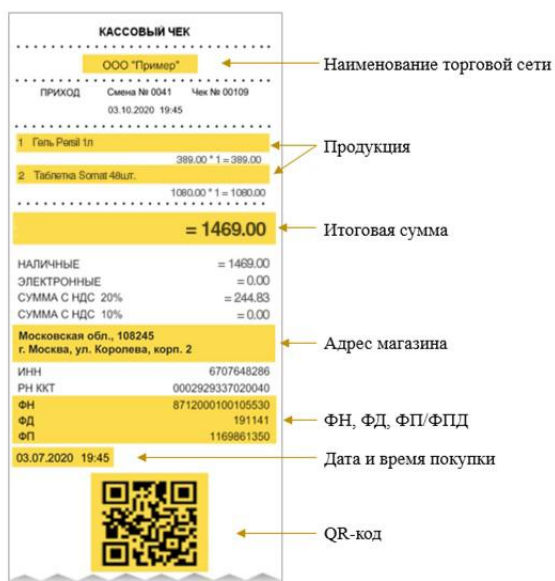 КАССОВЫЙ ЧЕК
ООО "Пример"
Наименование торговой сети
ПРИХОД Смена № 0041 Чек № 00109
03.10.2020 19:45
1 Гель Persil 1л
Продукция
389.00 * 1 = 389.00
2 Таблетка Somat 48шт.
1080.00 * 1 = 1080.00
= 1469.00
Итоговая сумма
НАЛИЧНЫЕ = 1469.00
ЭЛЕКТРОННЫЕ = 0.00
СУММА С НДС 20% = 244.83
СУММА С НДС 10% = 0.00
Московская обл., 108245
г. Москва, ул. Королева, корп. 2
Адрес магазина
ИНН 6707648286
РН ККТ 0002929337020040
ФН 8712000100105530
ФД 191141
ФН, ФД, ФП/ФПД
ФП 1169861350
03.07.2020 19:45
Дата и время покупки
QR-код